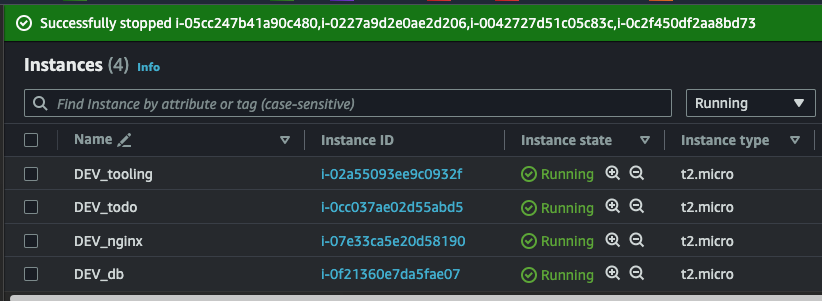 Successfully stopped i-05cc247b41a90c480,i-0227a9d2e0ae2d206,i-0042727d51c05c83c,i-0c2f450df2aa8bd73
Instances (4) Info
Find Instance by attribute or tag (case-sensitive) Running
Name Instance ID Instance state Instance type
DEV_tooling i-02a55093ee9c0932f Running t2.micro
DEV_todo i-0cc037ae02d55abd5 Running t2.micro
DEV_nginx i-07e33ca5e20d58190 Running t2.micro
DEV_db i-0f21360e7da5fae07 Running t2.micro